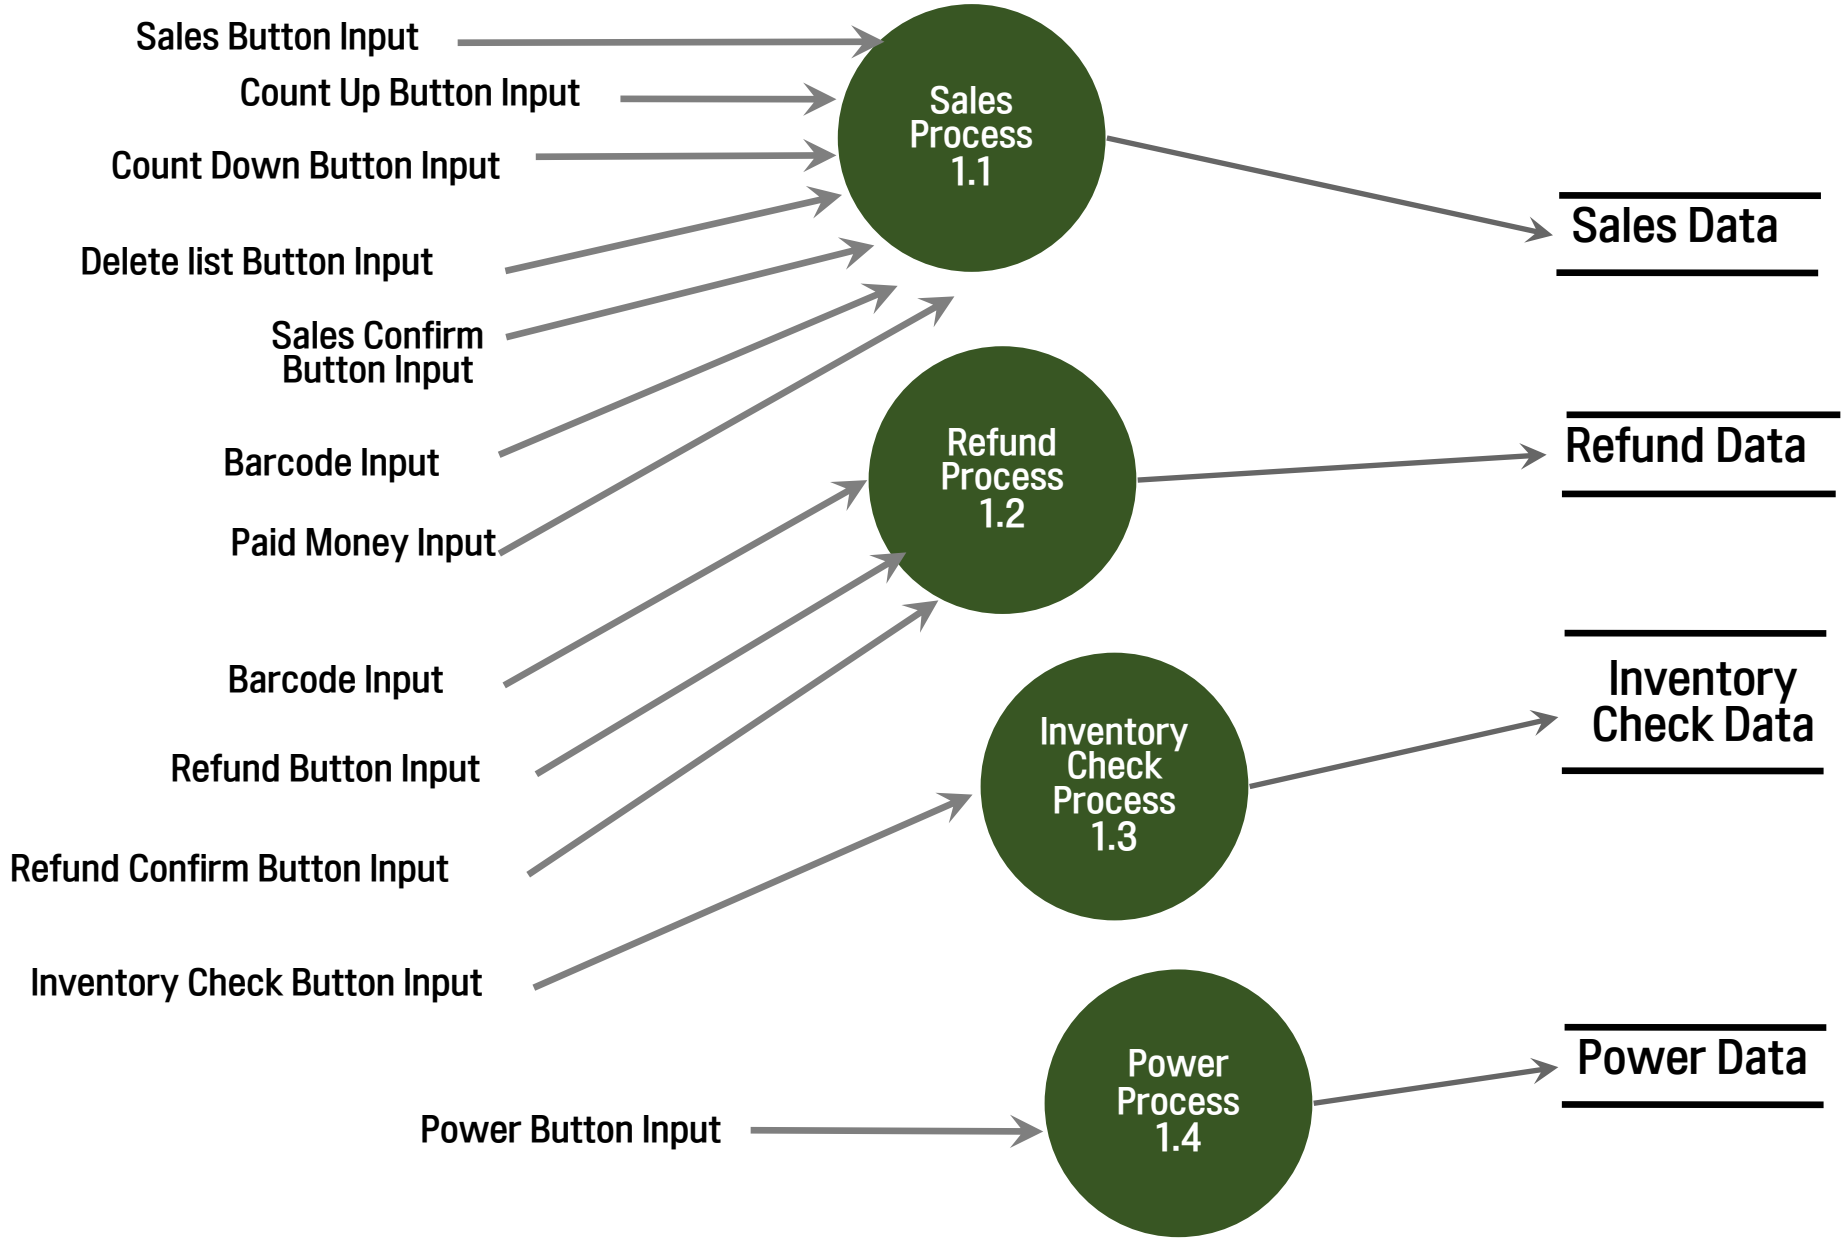 Sales Button Input
Count Up Button Input
Count Down Button Input
Delete list Button Input
Sales Confirm
Button Input
Barcode Input
Paid Money Input
Barcode Input
Refund Button Input
Refund Confirm Button Input
Inventory Check Button Input
Power Button Input
Sales
Process
1.1
Refund
Process
1.2
Inventory
Check
Process
1.3
Power
Process
1.4
Sales Data
Refund Data
Inventory
Check Data
Power Data